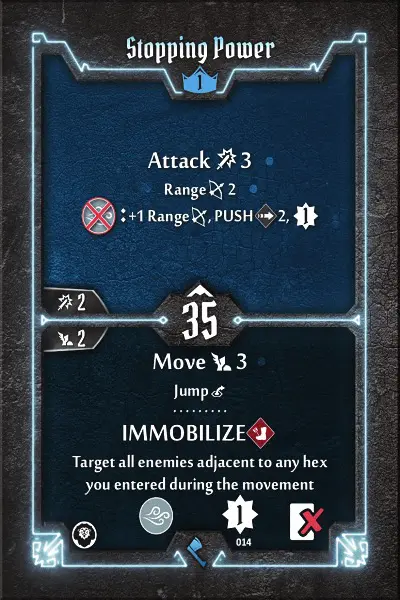 Stopping Power
1
Attack 3
Range 2
: +1 Range, PUSH 2, 1
2
35
2
Move 3
Jump
IMMOBILIZE
Target all enemies adjacent to any hex
you entered during the movement
1
014